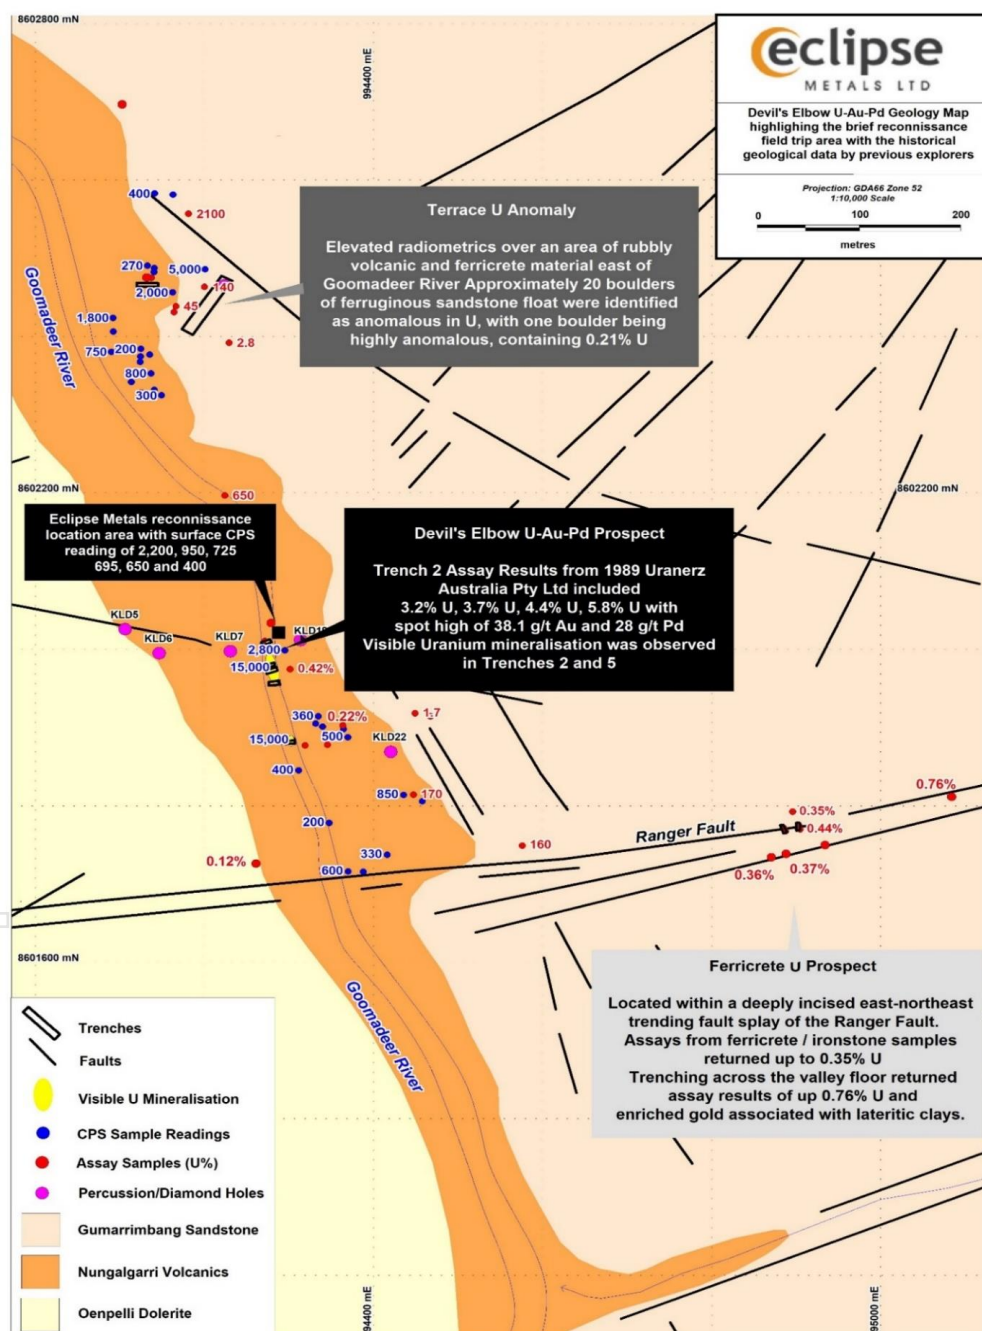 8602800 mN
994400 mE
eclipse
METALS LTD
Devil's Elbow U-Au-Pd Geology Map
highlighing the brief reconnissance
field trip area with the historical
geological data by previous explorers
Projection: GDA66 Zone 52
1:10,000 Scale
0 100 200
metres
400
2100
Terrace U Anomaly
Elevated radiometrics over an area of rubbly
volcanic and ferricrete material east of
Goomadeer River Approximately 20 boulders
of ferruginous sandstone float were identified
as anomalous in U, with one boulder being
highly anomalous, containing 0.21% U
Goomadeer River
270
5,000
140
2,000
45
1,800
2.8
750
200
800
300
650
8602200 mN
8602200 mN
Eclipse Metals reconnissance
location area with surface CPS
reading of 2,200, 950, 725
695, 650 and 400
Devil's Elbow U-Au-Pd Prospect
Trench 2 Assay Results from 1989 Uranerz
Australia Pty Ltd included
3.2% U, 3.7% U, 4.4% U, 5.8% U with
spot high of 38.1 g/t Au and 28 g/t Pd
Visible Uranium mineralisation was observed
in Trenches 2 and 5
KLD5
KLD6
KLD7
2,800
15,000
0.42%
360
0.22%
1.7
500
15,000
KLD22
400
850
170
0.76%
0.35%
200
0.44%
Ranger Fault
160
330
0.12%
600
0.36%
0.37%
8601600 mN
Ferricrete U Prospect
Located within a deeply incised east-northeast
trending fault splay of the Ranger Fault.
Assays from ferricrete / ironstone samples
returned up to 0.35% U
Trenching across the valley floor returned
assay results of up 0.76% U and
enriched gold associated with lateritic clays.
Goomadeer River
Trenches
Faults
Visible U Mineralisation
CPS Sample Readings
Assay Samples (U%)
Percussion/Diamond Holes
Gumarrimbang Sandstone
Nungalgarri Volcanics
Oenpelli Dolerite